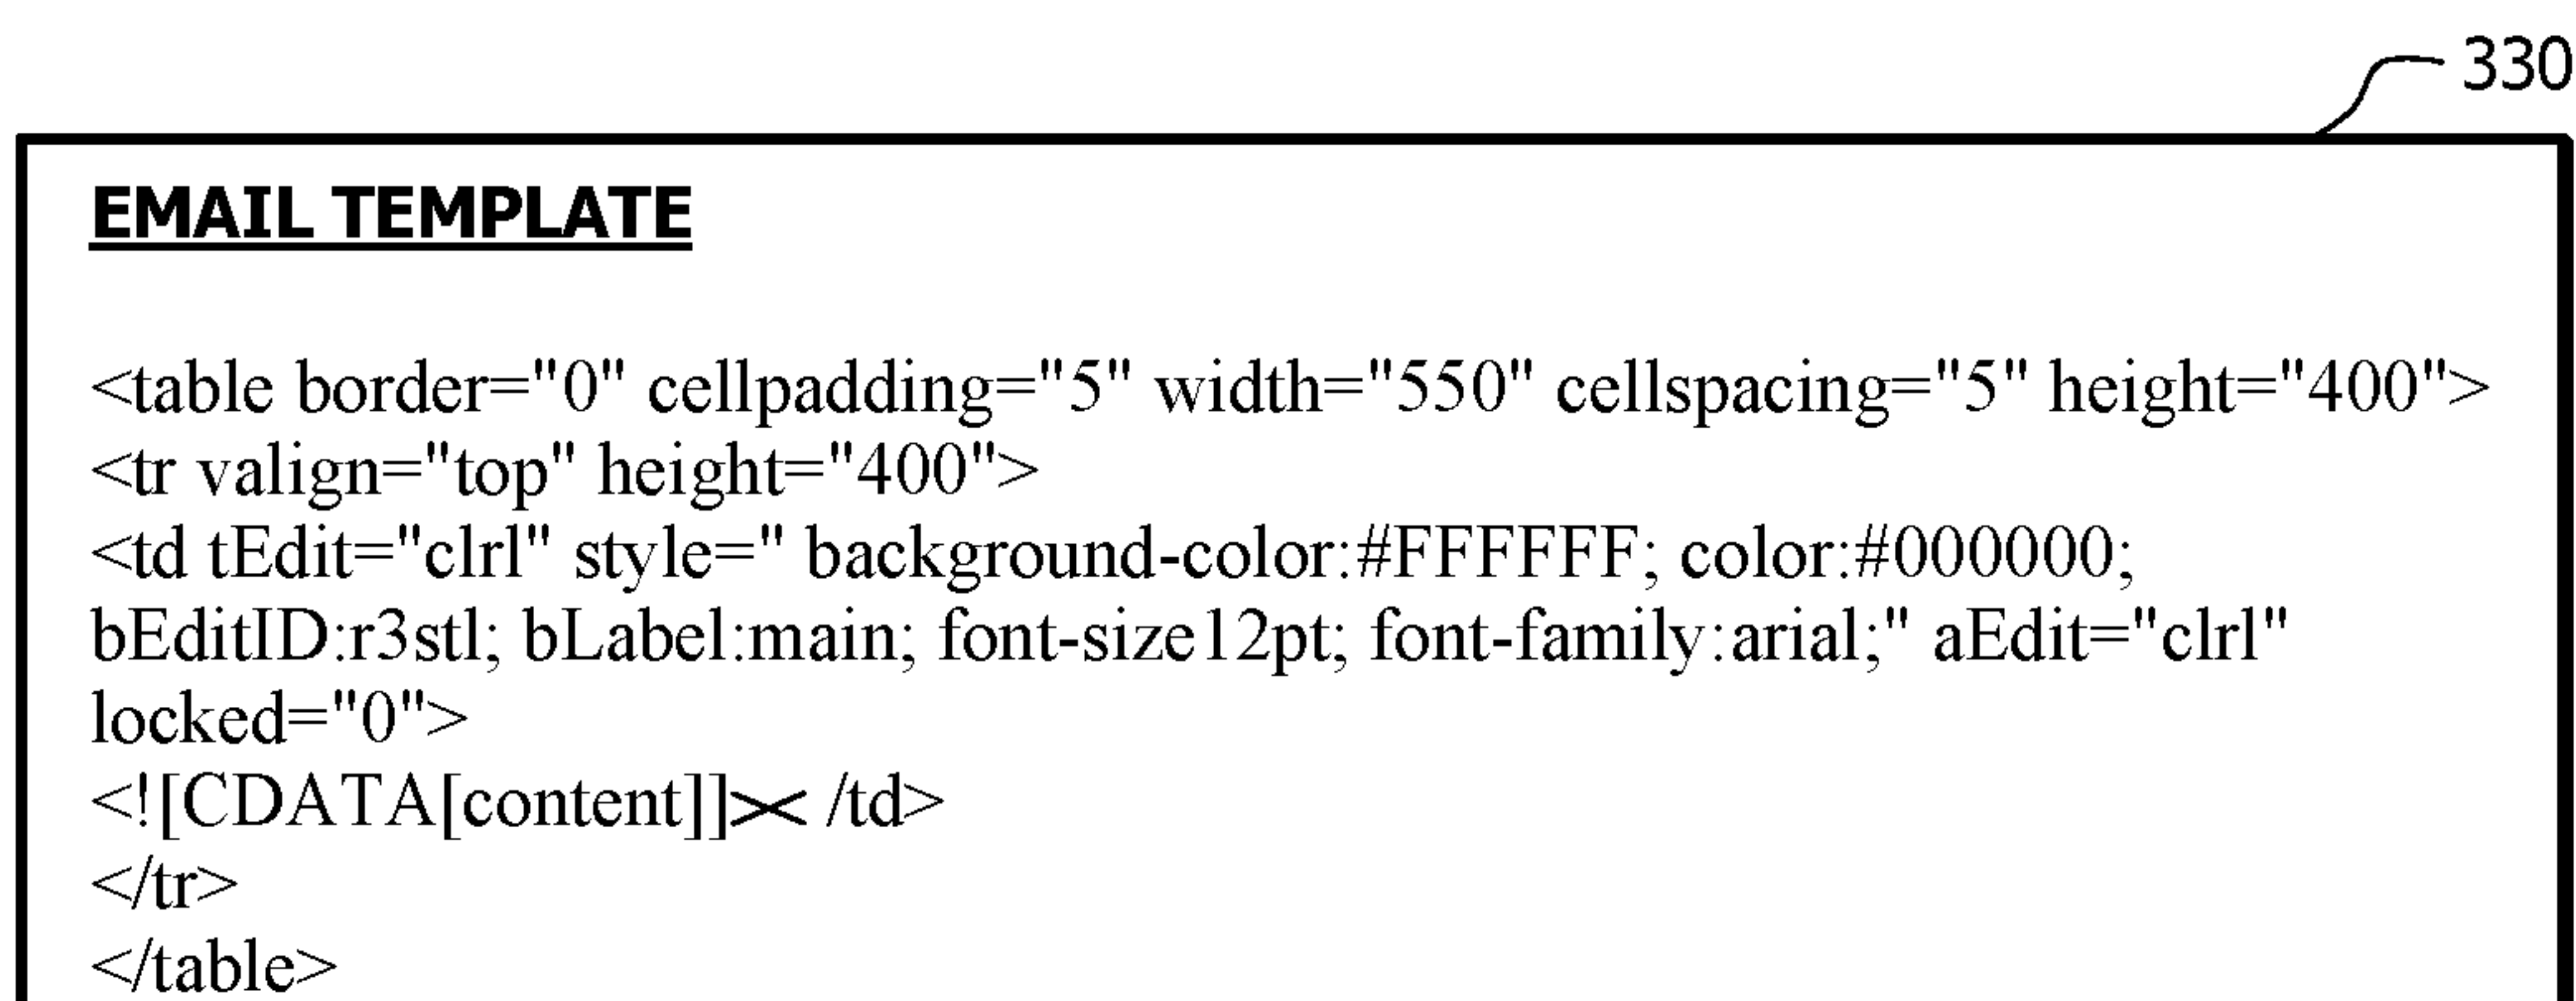 330
EMAIL TEMPLATE
<table border="0" cellpadding="5" width="550" cellspacing="5" height="400">
<tr valign="top" height="400">
<td tEdit="clrl" style=" background-color:#FFFFFF; color:#000000;
bEditID:r3stl; bLabel:main; font-size12pt; font-family:arial;" aEdit="clrl"
locked="0">
<![CDATA[content]]>< /td>
</tr>
</table>